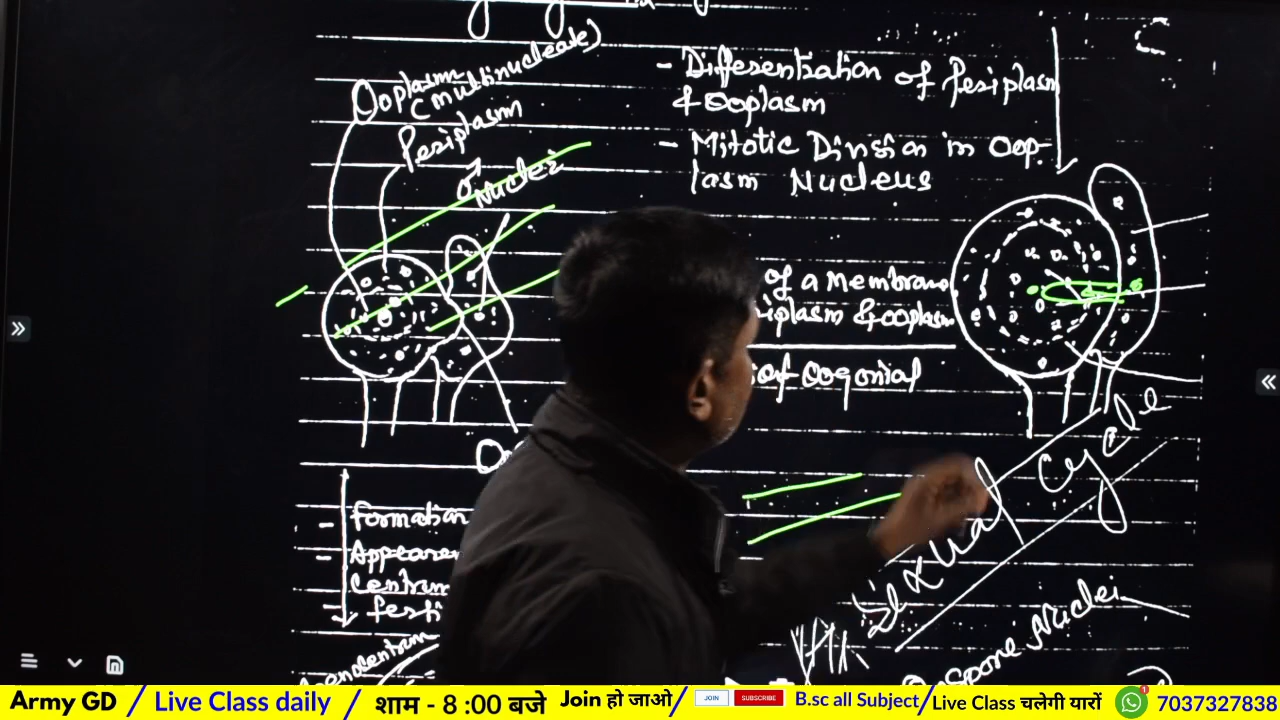 Ooplasm
(multinucleate)
Periplasm
♂ Nuclei
- Differentiation of Periplasm
& Ooplasm
- Mitotic Division in Oop-
lasm Nucleus
of a Membrane
iplasm & ooplasm
of oogonial
Formation
Centrum
Sexual Cycle
spore Nuclei
Army GD / Live Class daily / शाम - 8 :00 बजे Join हो जाओ / JOIN SUBSCRIBE B.sc all Subject / Live Class चलेगी यारों 1 7037327838